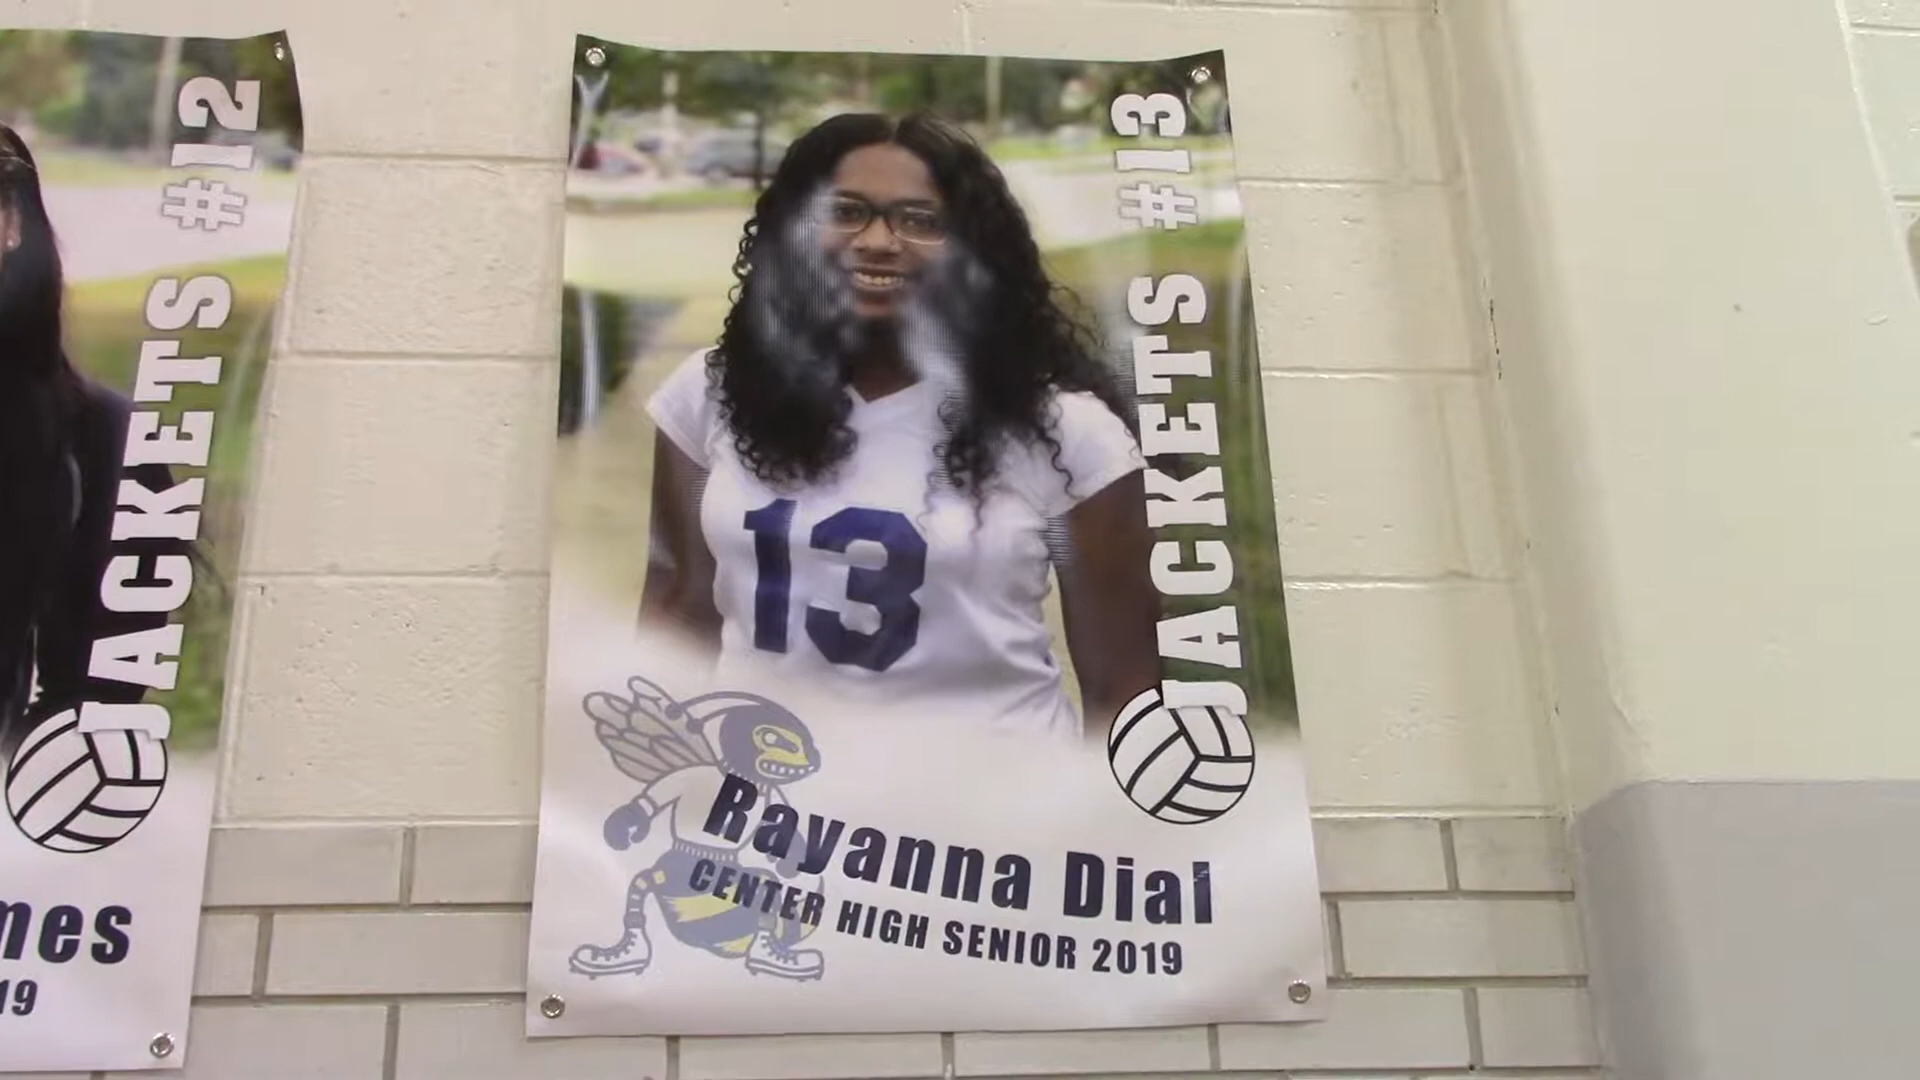 JACKETS #12
mes
19
JACKETS #13
13
Rayanna Dial
CENTER HIGH SENIOR 2019